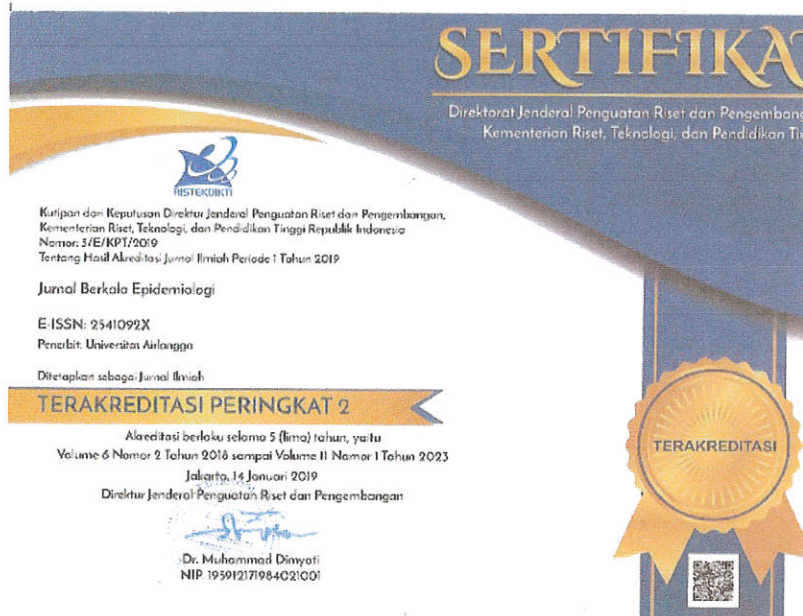 SERTIFIKA
Direktorat Jenderal Penguatan Riset dan Pengembang
Kementerian Riset, Teknologi, dan Pendidikan Ti
RISTEKDIKTI
Kutipan dari Keputusan Direktur Jenderal Penguatan Riset dan Pengembangan,
Kementerian Riset, Teknologi, dan Pendidikan Tinggi Republik Indonesia
Nomor: 3/E/KPT/2019
Tentang Hasil Akreditasi Jurnal Ilmiah Periode 1 Tahun 2019
Jurnal Berkala Epidemiologi
E-ISSN: 2541092X
Penerbit: Universitas Airlangga
Ditetapkan sebagai Jurnal Ilmiah
TERAKREDITASI PERINGKAT 2
Akreditasi berlaku selama 5 (lima) tahun, yaitu
Volume 6 Nomor 2 Tahun 2018 sampai Volume 11 Nomor 1 Tahun 2023
Jakarta, 14 Januari 2019
Direktur Jenderal Penguatan Riset dan Pengembangan
Dr. Muhammad Dimyati
NIP. 195912171984021001
TERAKREDITASI